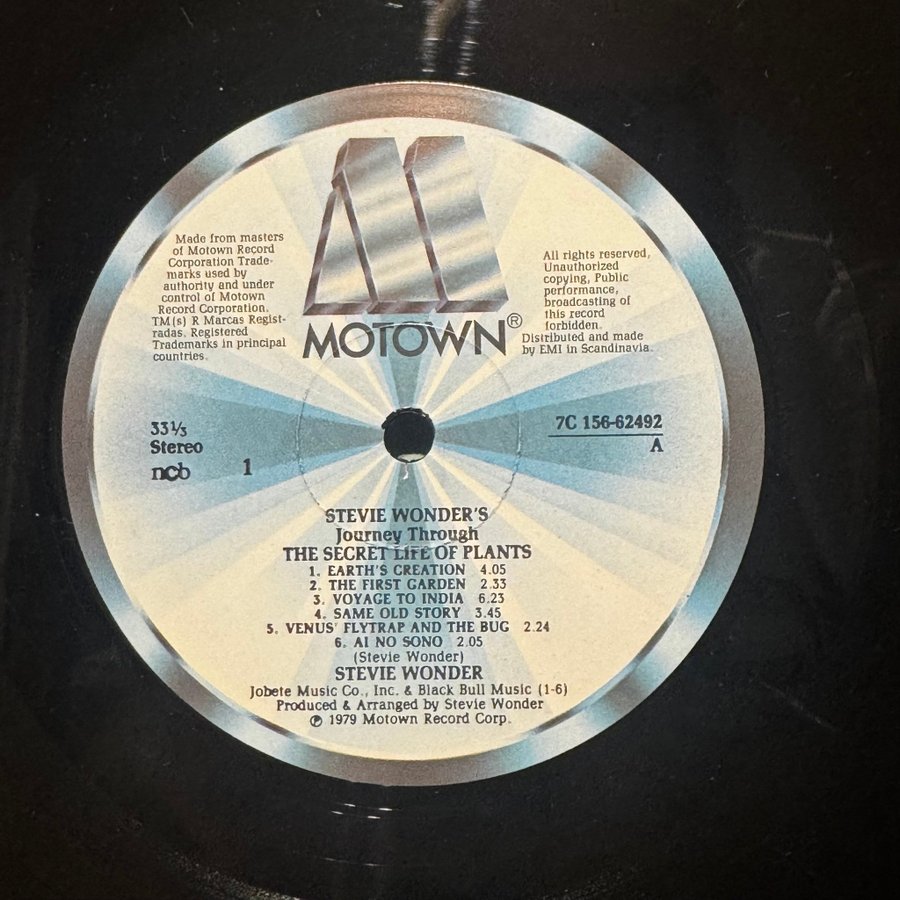 Made from masters
of Motown Record
Corporation Trade-
marks used by
authority and under
control of Motown
Record Corporation.
TM(s) R Marcas Regist-
radas. Registered
Trademarks in principal
countries.
MOTOWN®
All rights reserved,
Unauthorized
copying, Public
performance,
broadcasting of
this record
forbidden.
Distributed and made
by EMI in Scandinavia.
33⅓
Stereo
ncb 1
7C 156-62492
A
STEVIE WONDER'S
Journey Through
THE SECRET LIFE OF PLANTS
1. EARTH'S CREATION 4.05
2. THE FIRST GARDEN 2.33
3. VOYAGE TO INDIA 6.23
4. SAME OLD STORY 3.45
5. VENUS' FLYTRAP AND THE BUG 2.24
6. AI NO SONO 2.05
(Stevie Wonder)
STEVIE WONDER
Jobete Music Co., Inc. & Black Bull Music (1-6)
Produced & Arranged by Stevie Wonder
℗ 1979 Motown Record Corp.